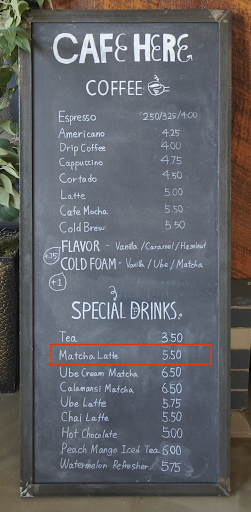 CAFE HERE
COFFEE
Espresso 2.50/3.25/4.00
Americano 4.25
Drip Coffee 4.00
Cappuccino 4.75
Cortado 4.50
Latte 5.00
Cafe Mocha 5.50
Cold Brew 5.50
+.75 FLAVOR - Vanilla / Caramel / Hazelnut
COLD FOAM - Vanilla / Ube / Matcha
+1
SPECIAL DRINKS
Tea 3.50
Matcha Latte 5.50
Ube Cream Matcha 6.50
Calamansi Matcha 6.50
Ube Latte 5.75
Chai Latte 5.50
Hot Chocolate 5.00
Peach Mango Iced Tea 6.00
Watermelon Refresher 5.75